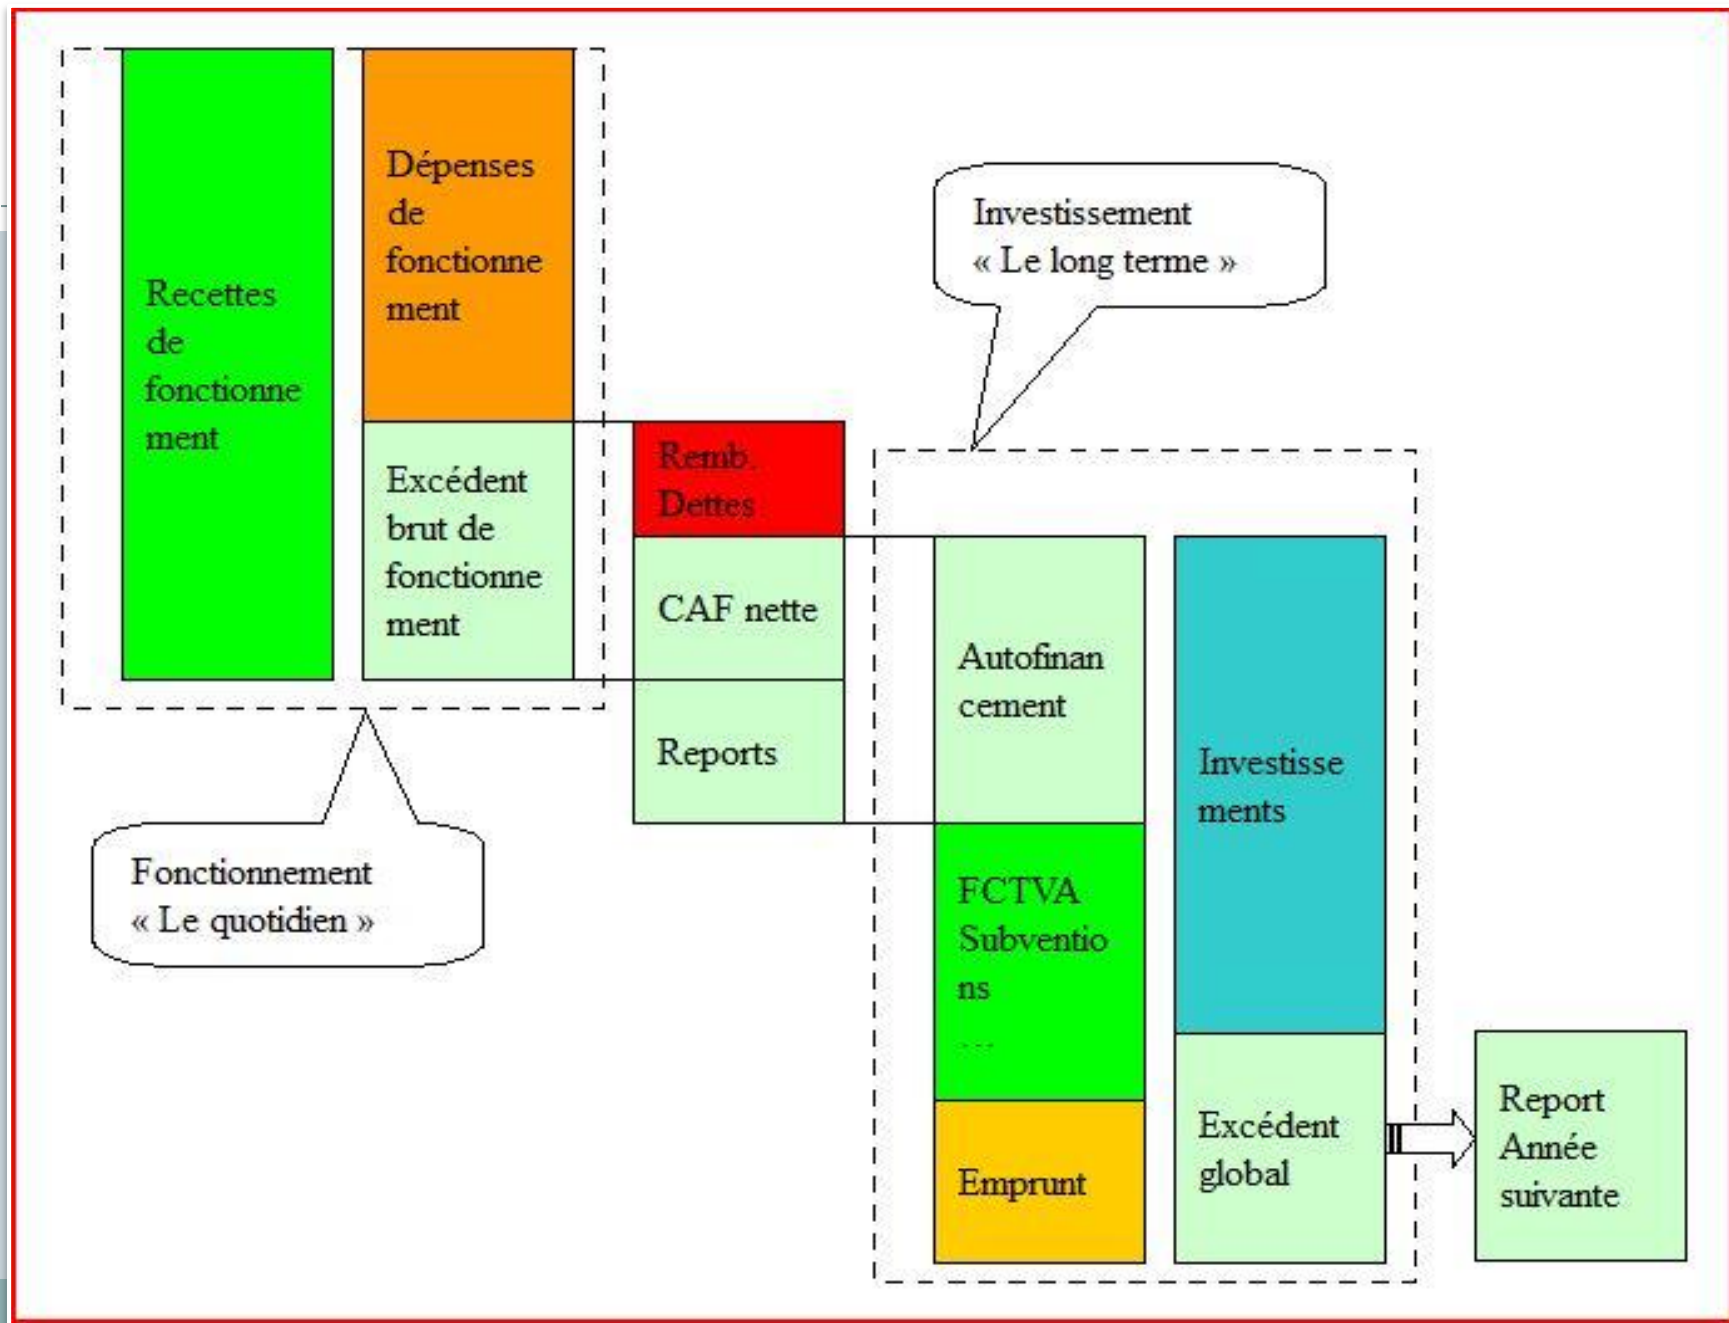 Recettes
de
fonctionne
ment
Dépenses
de
fonctionne
ment
Excédent
brut de
fonctionne
ment
Fonctionnement
« Le quotidien »
Remb.
Dettes
CAF nette
Reports
Investissement
« Le long terme »
Autofinan
cement
FCTVA
Subventio
ns
...
Emprunt
Investisse
ments
Excédent
global
Report
Année
suivante